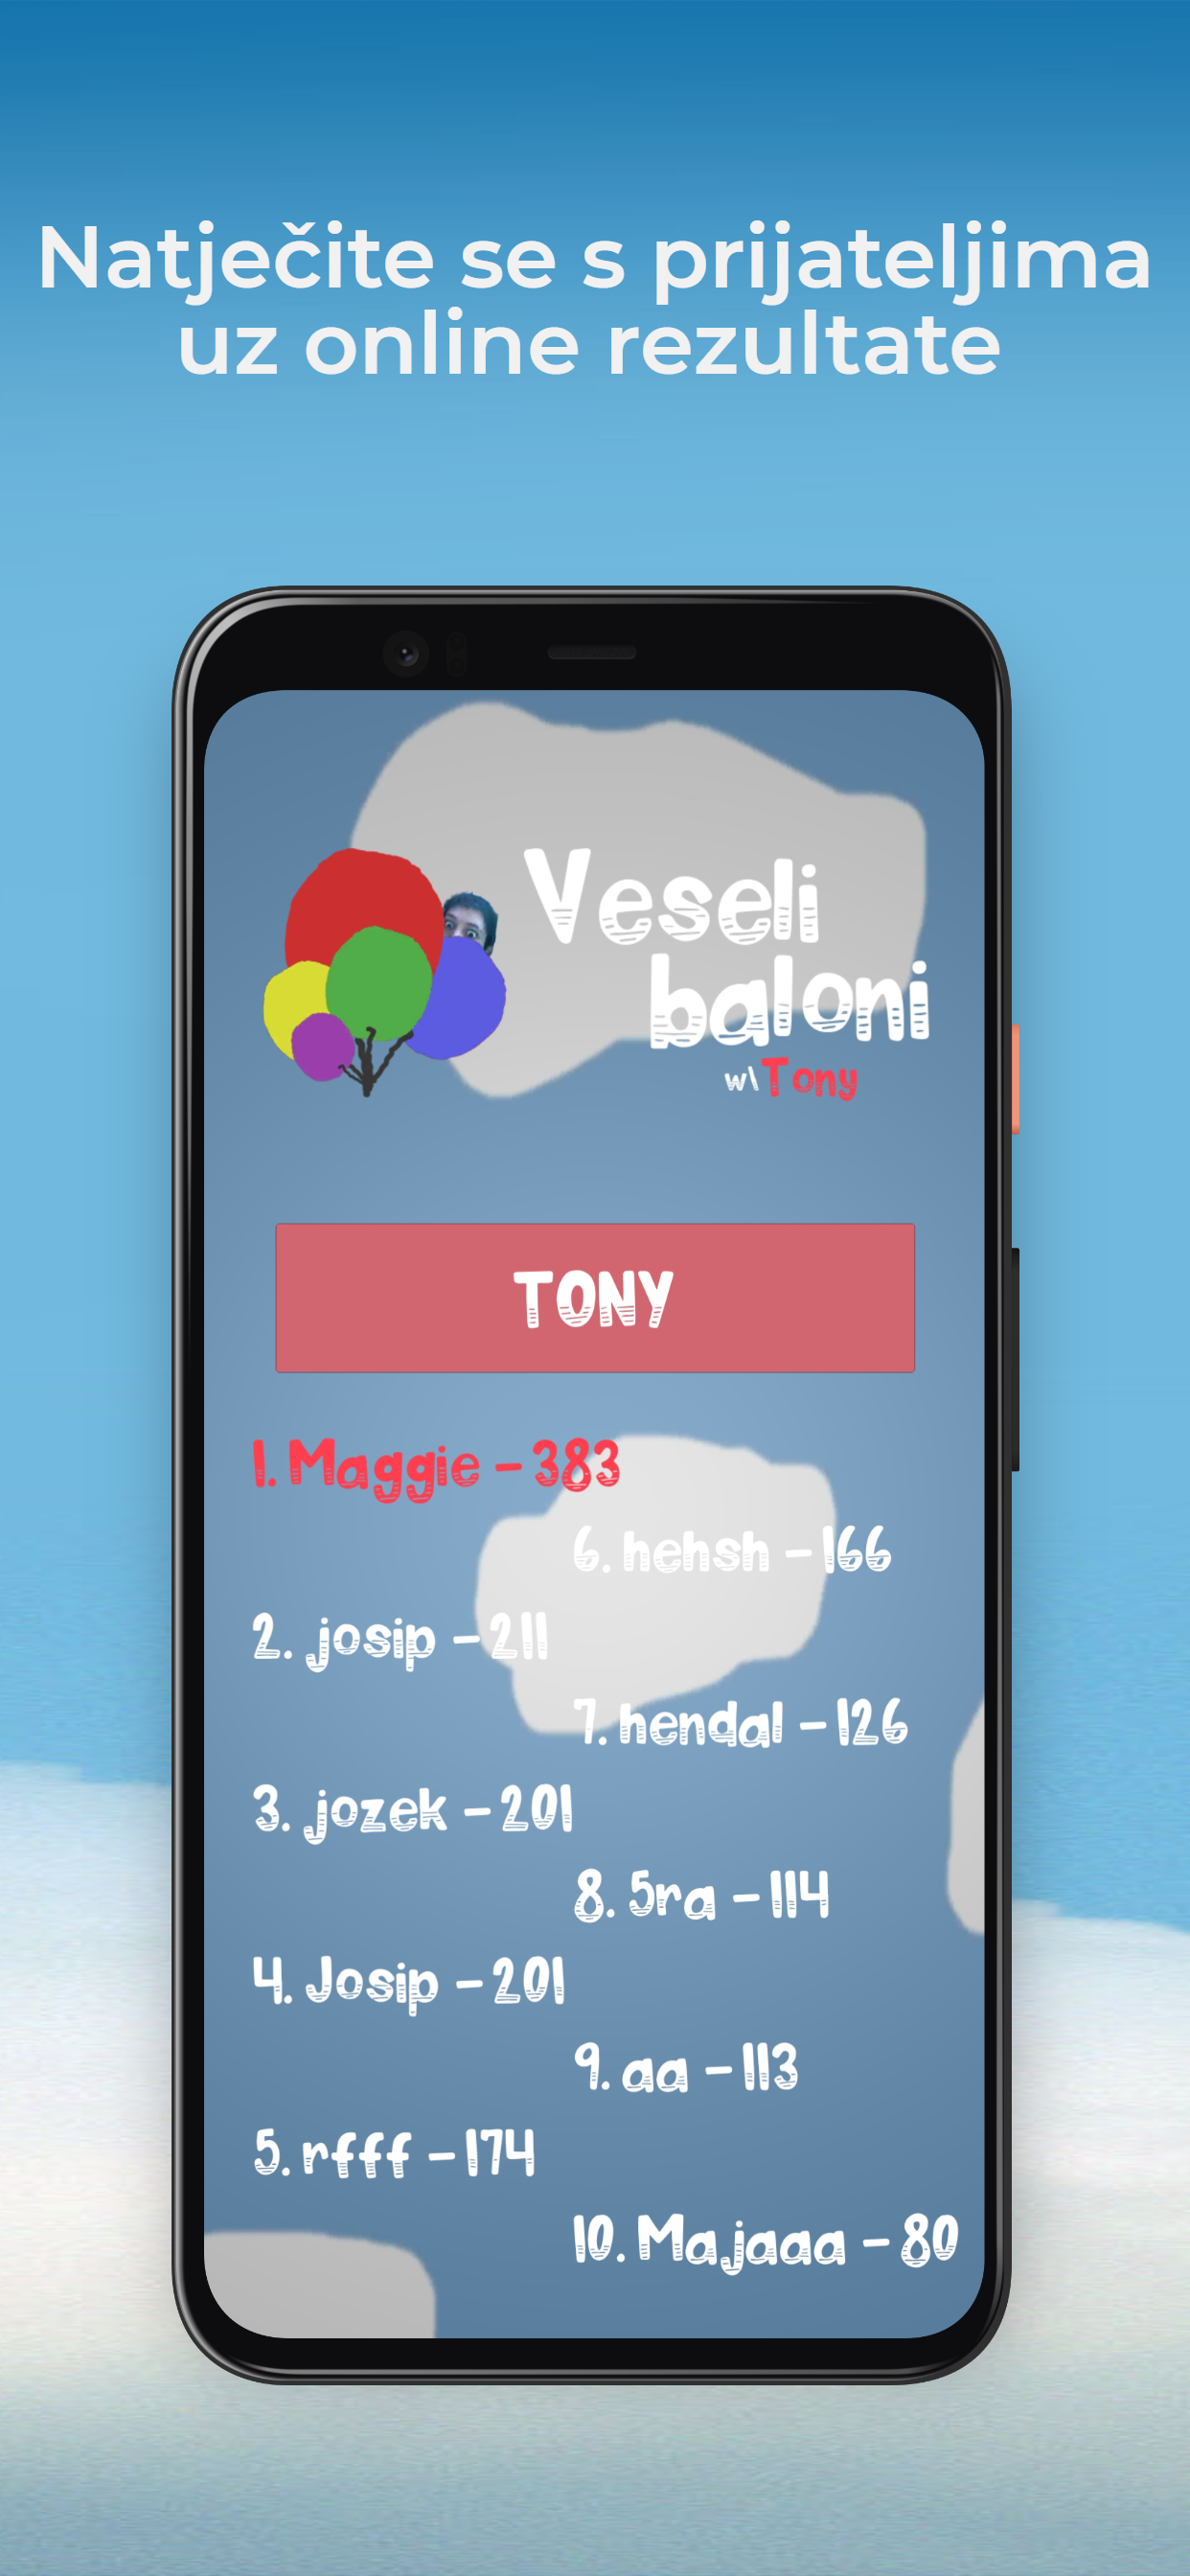 Natječite se s prijateljima
uz online rezultate
Veseli
baloni
w\Tony
TONY
1. Maggie - 383
6. hehsh - 166
2. josip - 211
7. hendal - 126
3. jozek - 201
8. 5ra - 114
4. Josip - 201
9. aa - 113
5. rfff - 174
10. Majaaa - 80